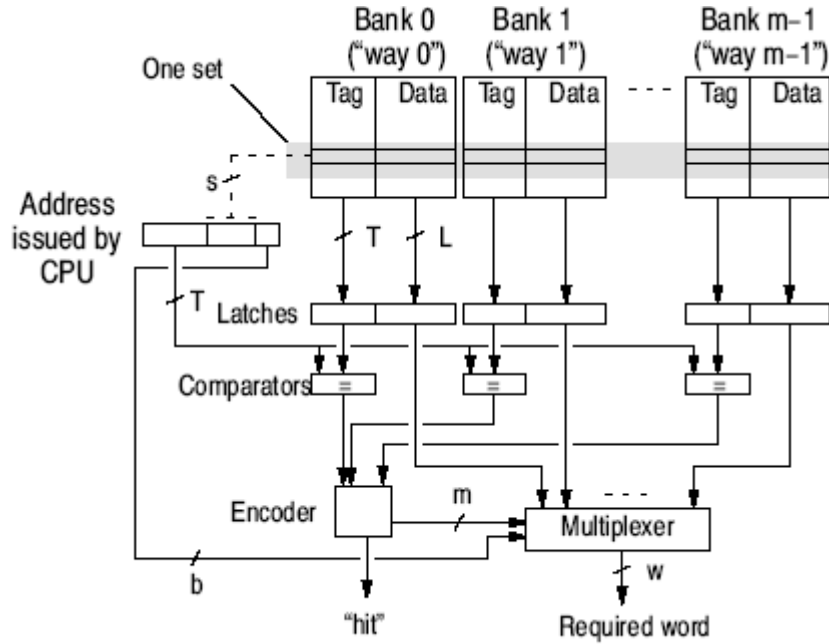 Bank 0 Bank 1 Bank m−1
(“way 0”) (“way 1”) (“way m−1”)
One set
Tag Data Tag Data Tag Data
s
Address
issued by
CPU
T L
T
Latches
Comparators = = =
Encoder m Multiplexer
b w
“hit” Required word